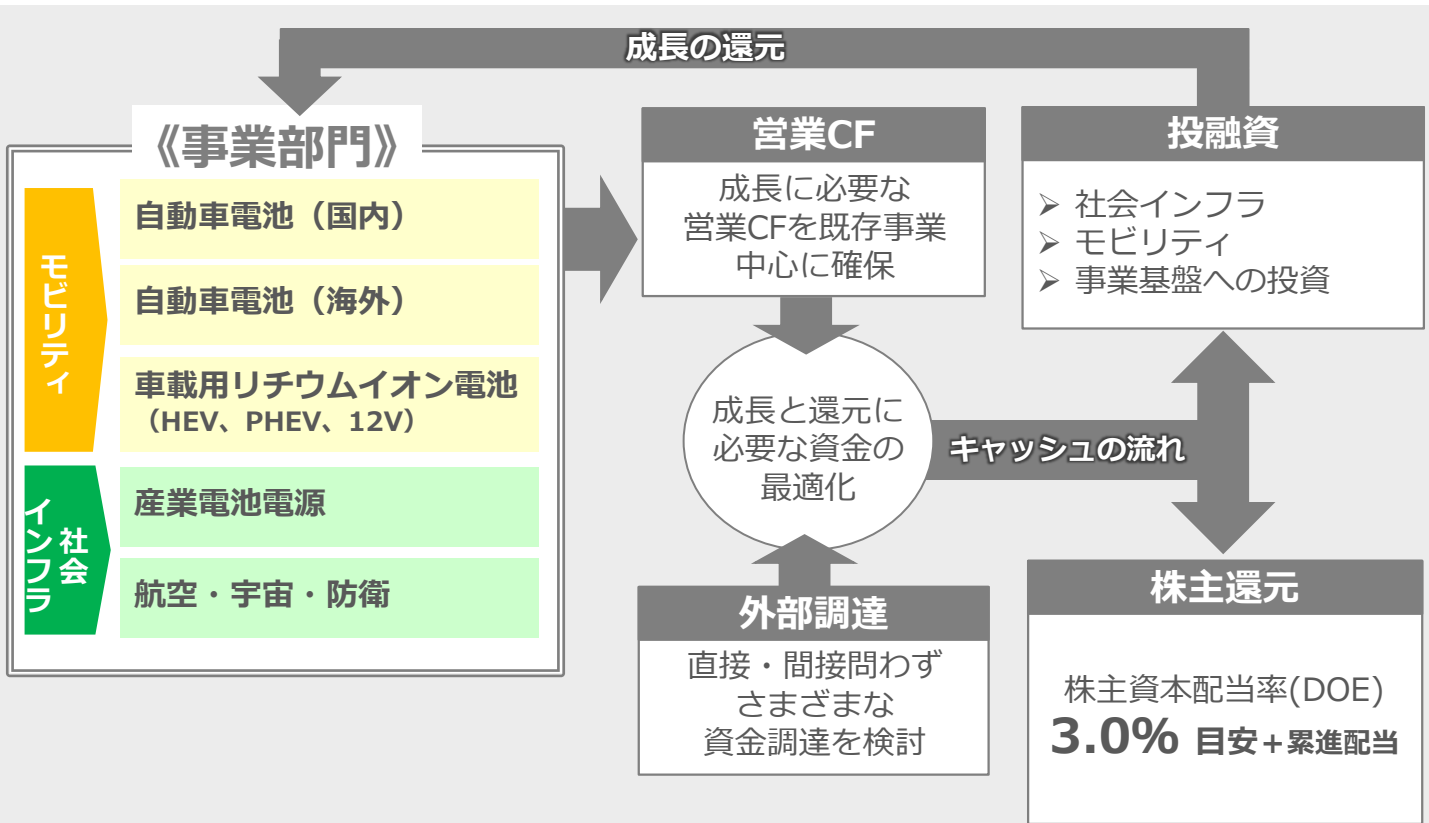 成長の還元
《事業部門》
モビリティ
自動車電池（国内）
自動車電池（海外）
車載用リチウムイオン電池
（HEV、PHEV、12V）
社会
インフラ
産業電池電源
航空・宇宙・防衛
営業CF
成長に必要な
営業CFを既存事業
中心に確保
成長と還元に
必要な資金の
最適化
外部調達
直接・間接問わず
さまざまな
資金調達を検討
キャッシュの流れ
投融資
➢ 社会インフラ
➢ モビリティ
➢ 事業基盤への投資
株主還元
株主資本配当率(DOE)
3.0% 目安＋累進配当